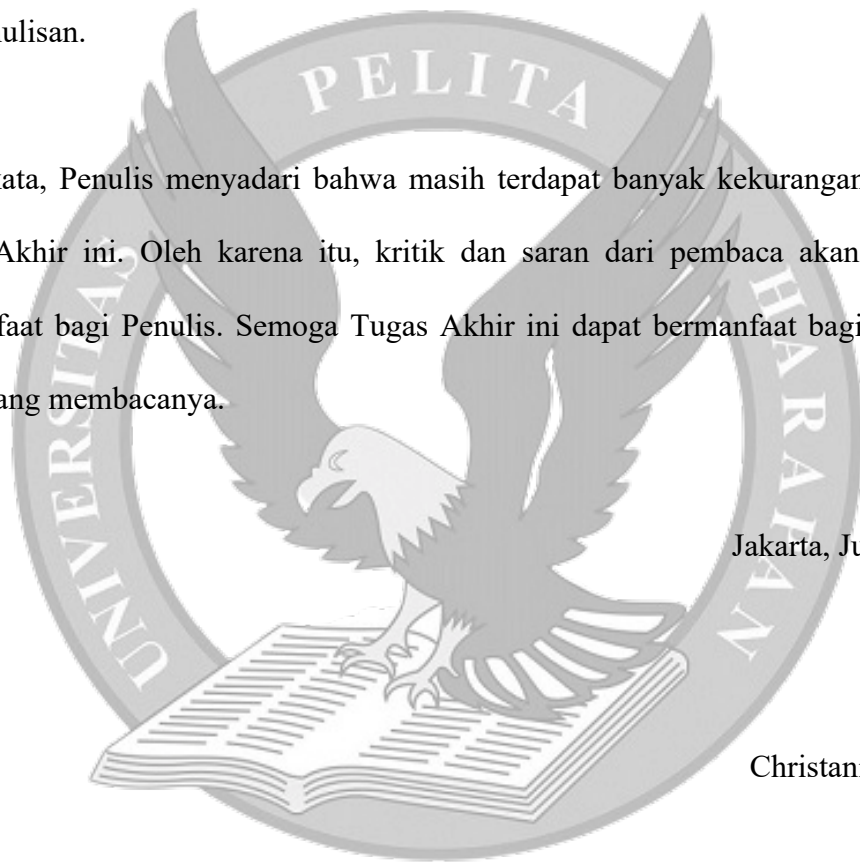 ulisan.
ata, Penulis menyadari bahwa masih terdapat banyak kekurangan
Akhir ini. Oleh karena itu, kritik dan saran dari pembaca akan
faat bagi Penulis. Semoga Tugas Akhir ini dapat bermanfaat bagi
ang membacanya.
Jakarta, Ju
Christan
UNIVERSITAS PELITA HARAPAN